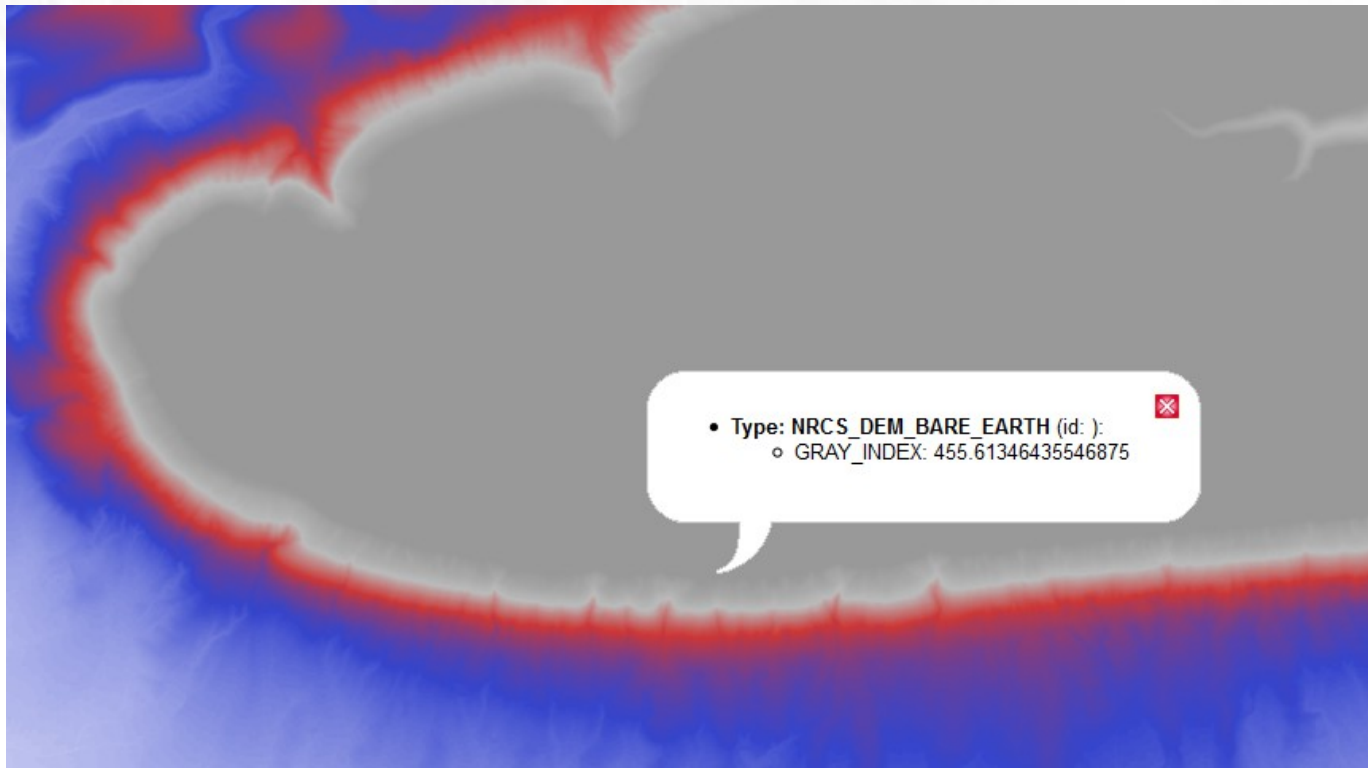 • Type: NRCS_DEM_BARE_EARTH (id: ):
◦ GRAY_INDEX: 455.61346435546875